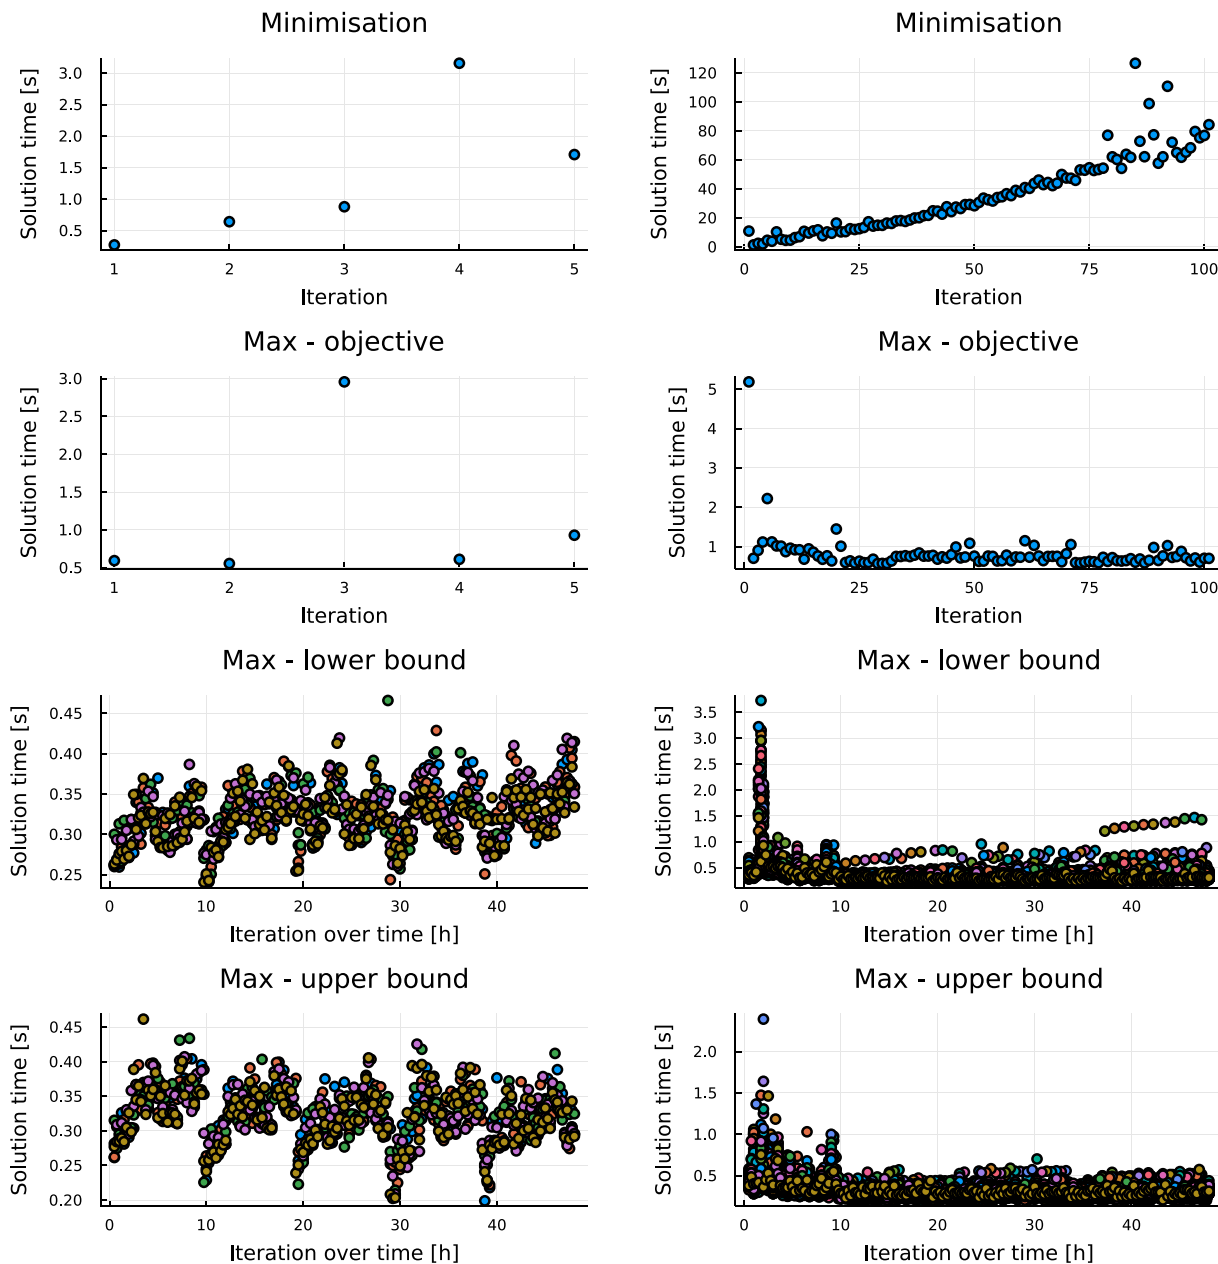 Minimisation
Solution time [s]
3.0
2.5
2.0
1.5
1.0
0.5
1 2 3 4 5
Iteration
Minimisation
Solution time [s]
120
100
80
60
40
20
0
0 25 50 75 100
Iteration
Max - objective
Solution time [s]
3.0
2.5
2.0
1.5
1.0
0.5
1 2 3 4 5
Iteration
Max - objective
Solution time [s]
5
4
3
2
1
0 25 50 75 100
Iteration
Max - lower bound
Solution time [s]
0.45
0.40
0.35
0.30
0.25
0 10 20 30 40
Iteration over time [h]
Max - lower bound
Solution time [s]
3.5
3.0
2.5
2.0
1.5
1.0
0.5
0 10 20 30 40
Iteration over time [h]
Max - upper bound
Solution time [s]
0.45
0.40
0.35
0.30
0.25
0.20
0 10 20 30 40
Iteration over time [h]
Max - upper bound
Solution time [s]
2.0
1.5
1.0
0.5
0 10 20 30 40
Iteration over time [h]